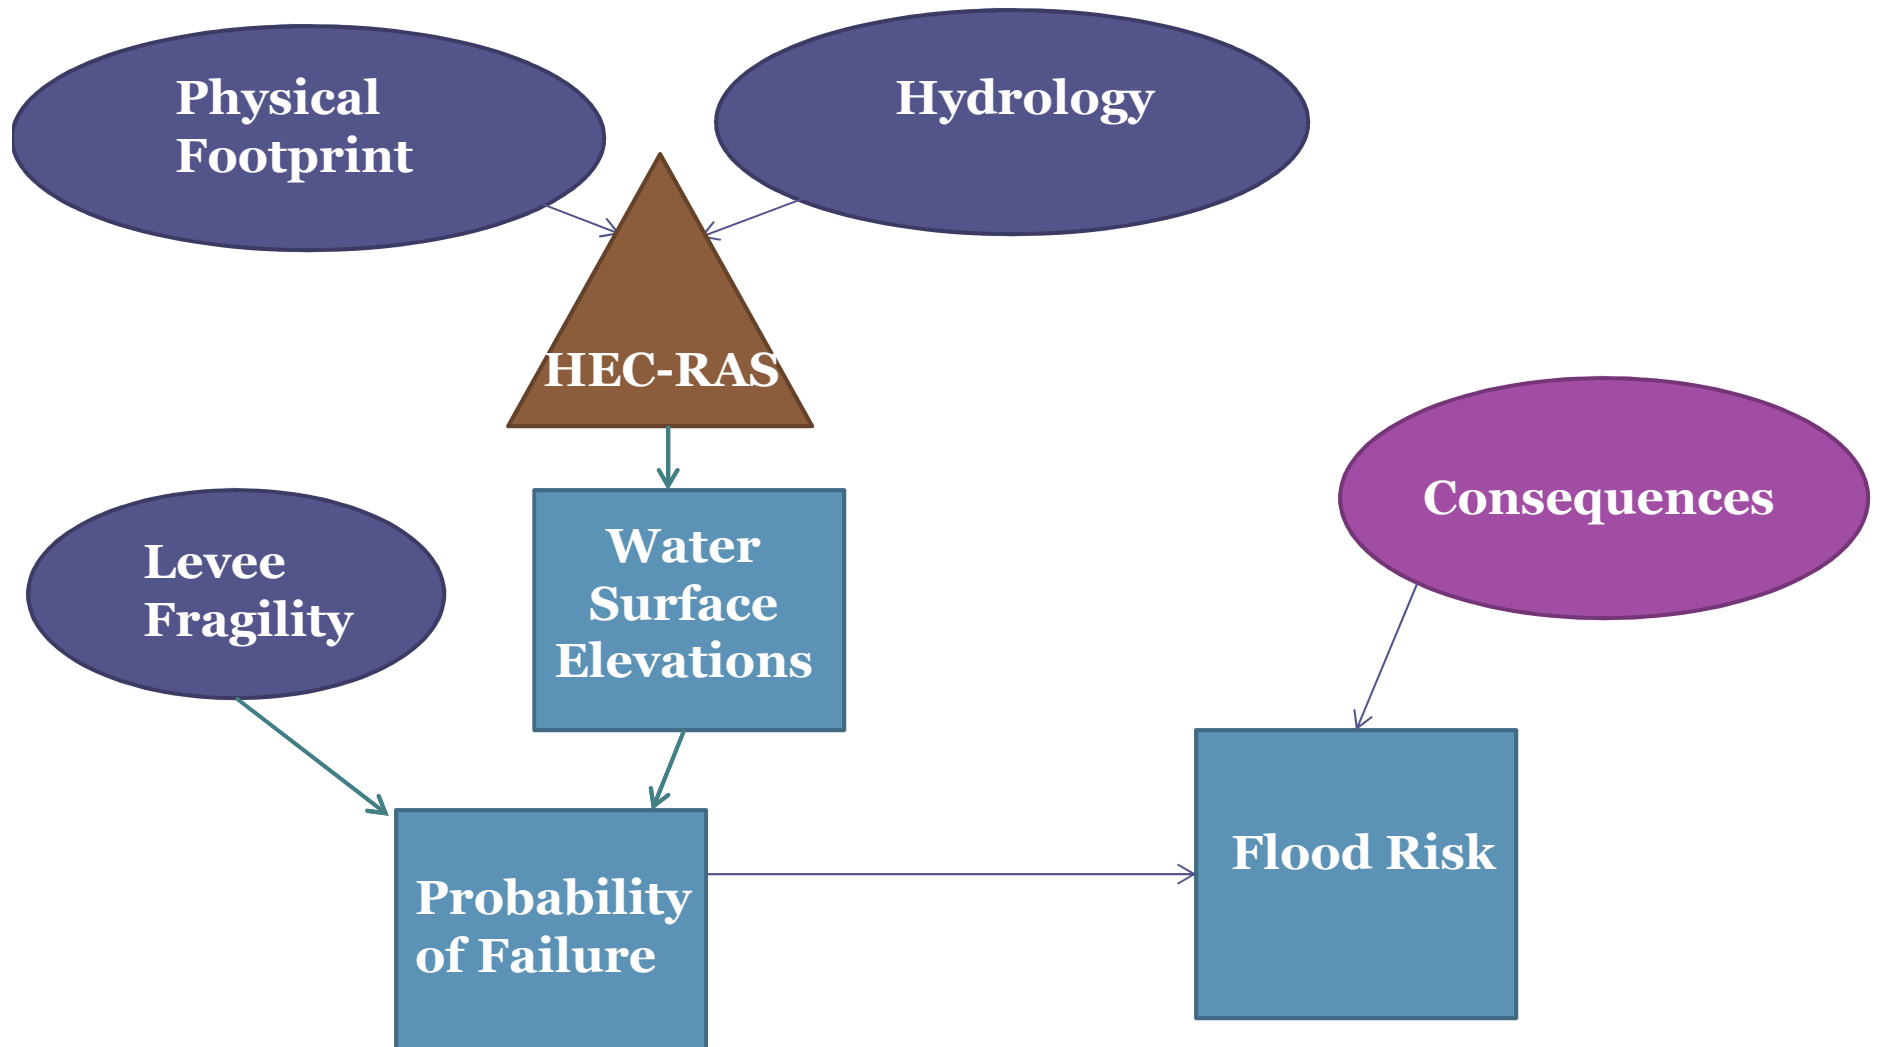 Physical
Footprint
Hydrology
HEC-RAS
Consequences
Levee
Fragility
Water
Surface
Elevations
Flood Risk
Probability
of Failure